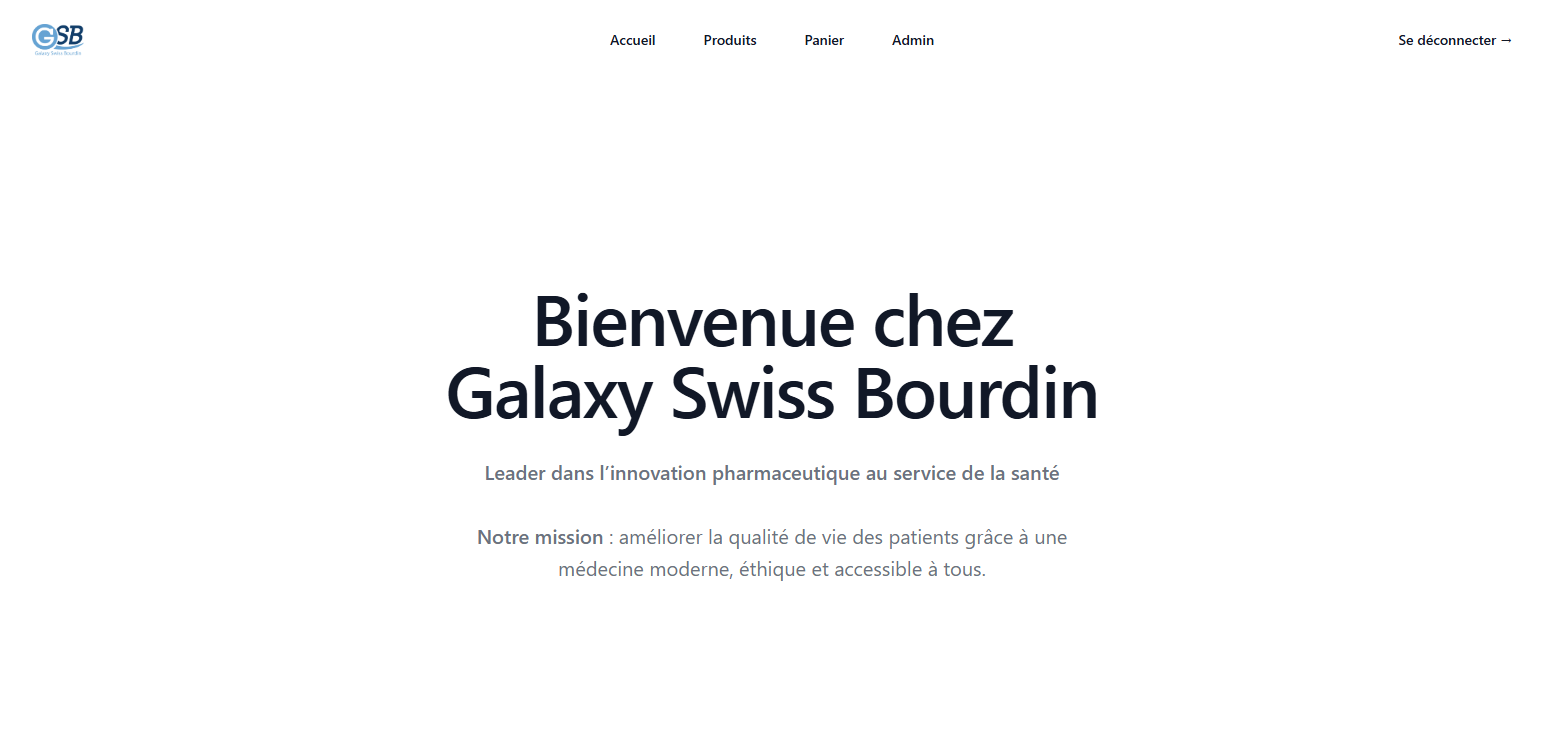 GSB
Galaxy Swiss Bourdin
Accueil
Produits
Panier
Admin
Se déconnecter →
Bienvenue chez
Galaxy Swiss Bourdin
Leader dans l’innovation pharmaceutique au service de la santé
Notre mission : améliorer la qualité de vie des patients grâce à une
médecine moderne, éthique et accessible à tous.